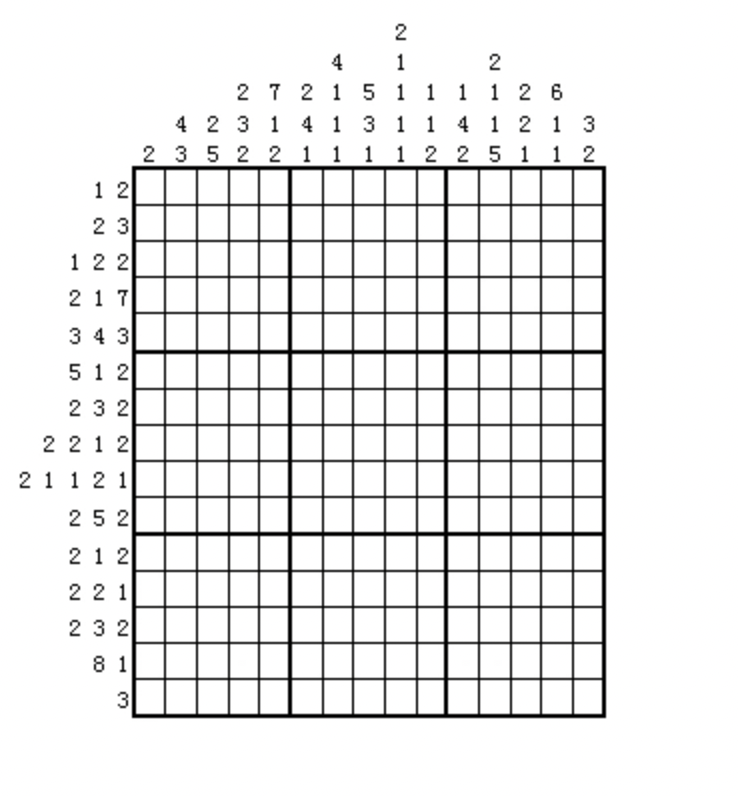 2
4 1 2
2 7 2 1 5 1 1 1 1 2 6
4 2 3 1 4 1 3 1 1 4 1 2 1 3
2 3 5 2 2 1 1 1 1 2 2 5 1 1 2
1 2
2 3
1 2 2
2 1 7
3 4 3
5 1 2
2 3 2
2 2 1 2
2 1 1 2 1
2 5 2
2 1 2
2 2 1
2 3 2
8 1
3